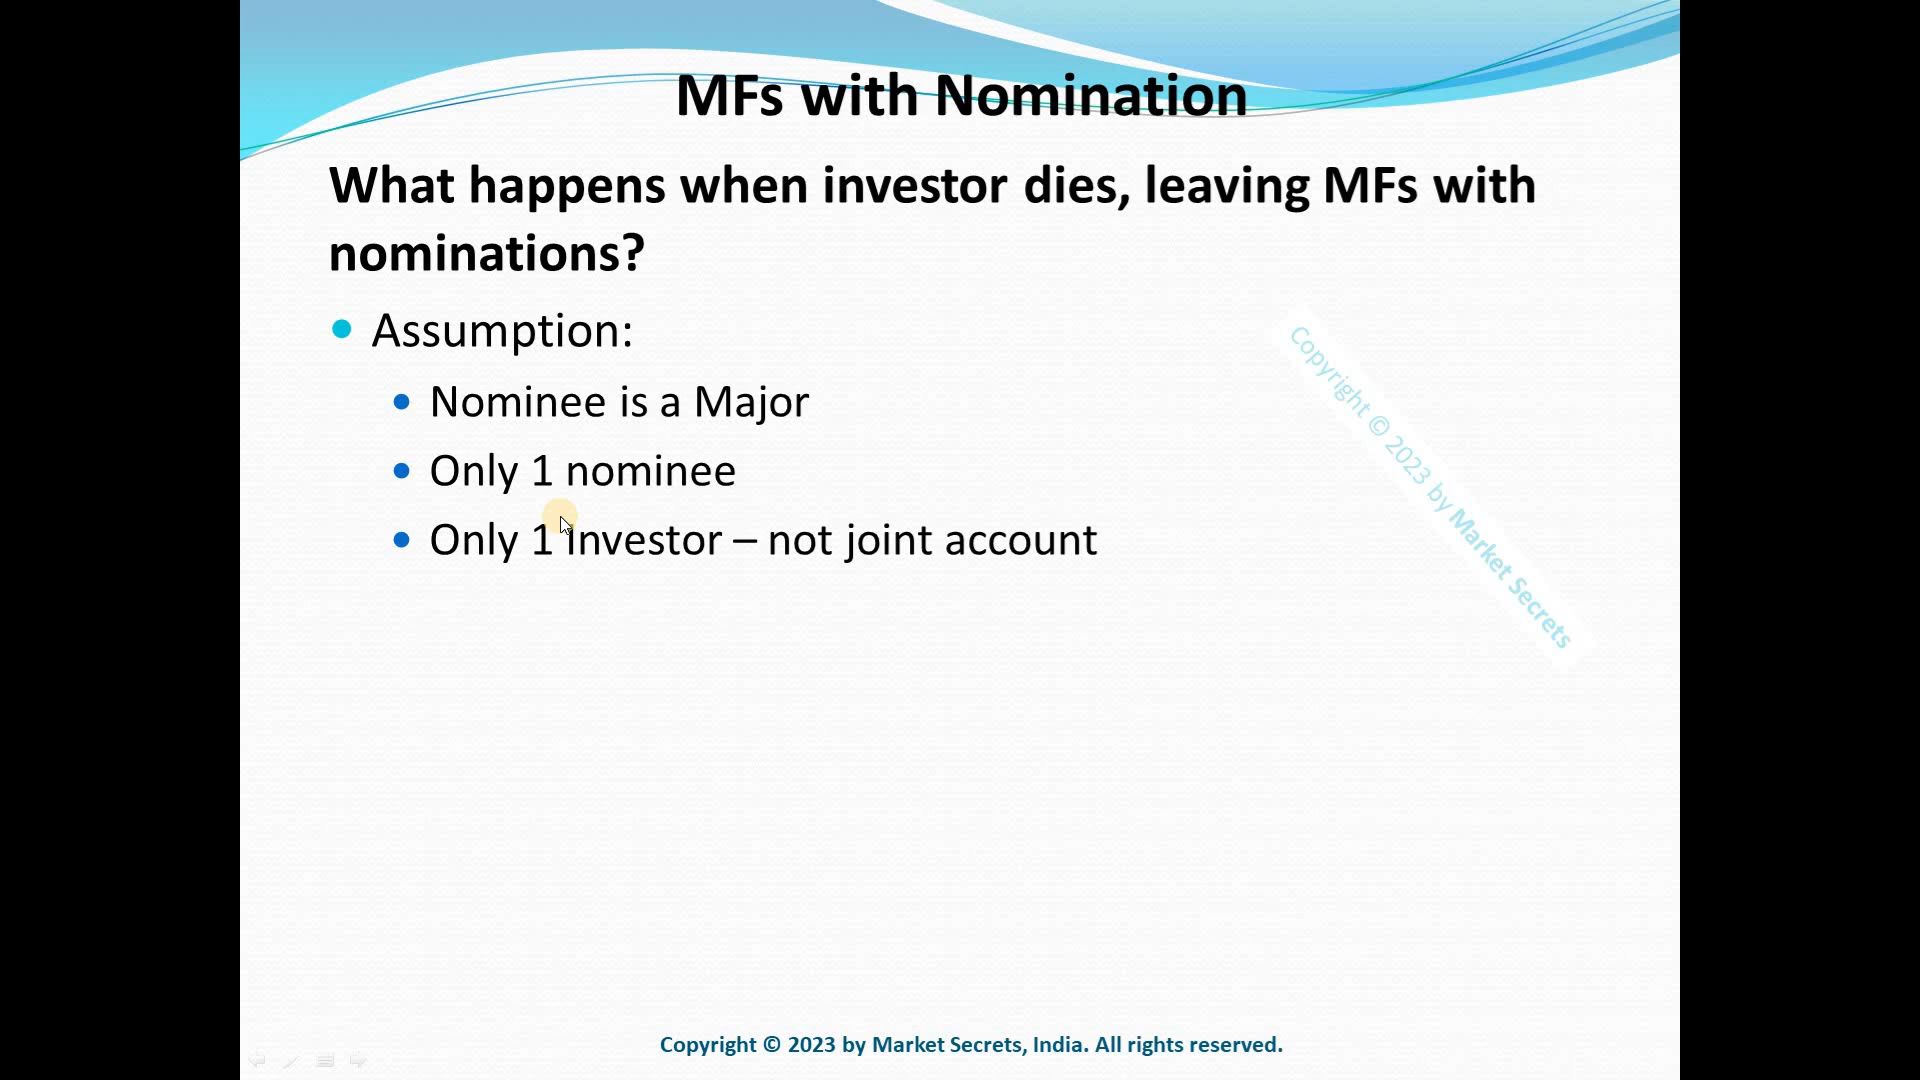 MFs with Nomination
What happens when investor dies, leaving MFs with
nominations?
Assumption:
Nominee is a Major
Only 1 nominee
Only 1 Investor – not joint account
Copyright © 2023 by Market Secrets
Copyright © 2023 by Market Secrets, India. All rights reserved.